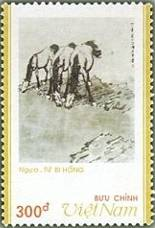 Ngựa . TỪ BI HỒNG
BƯU CHÍNH
300đ Việt Nam